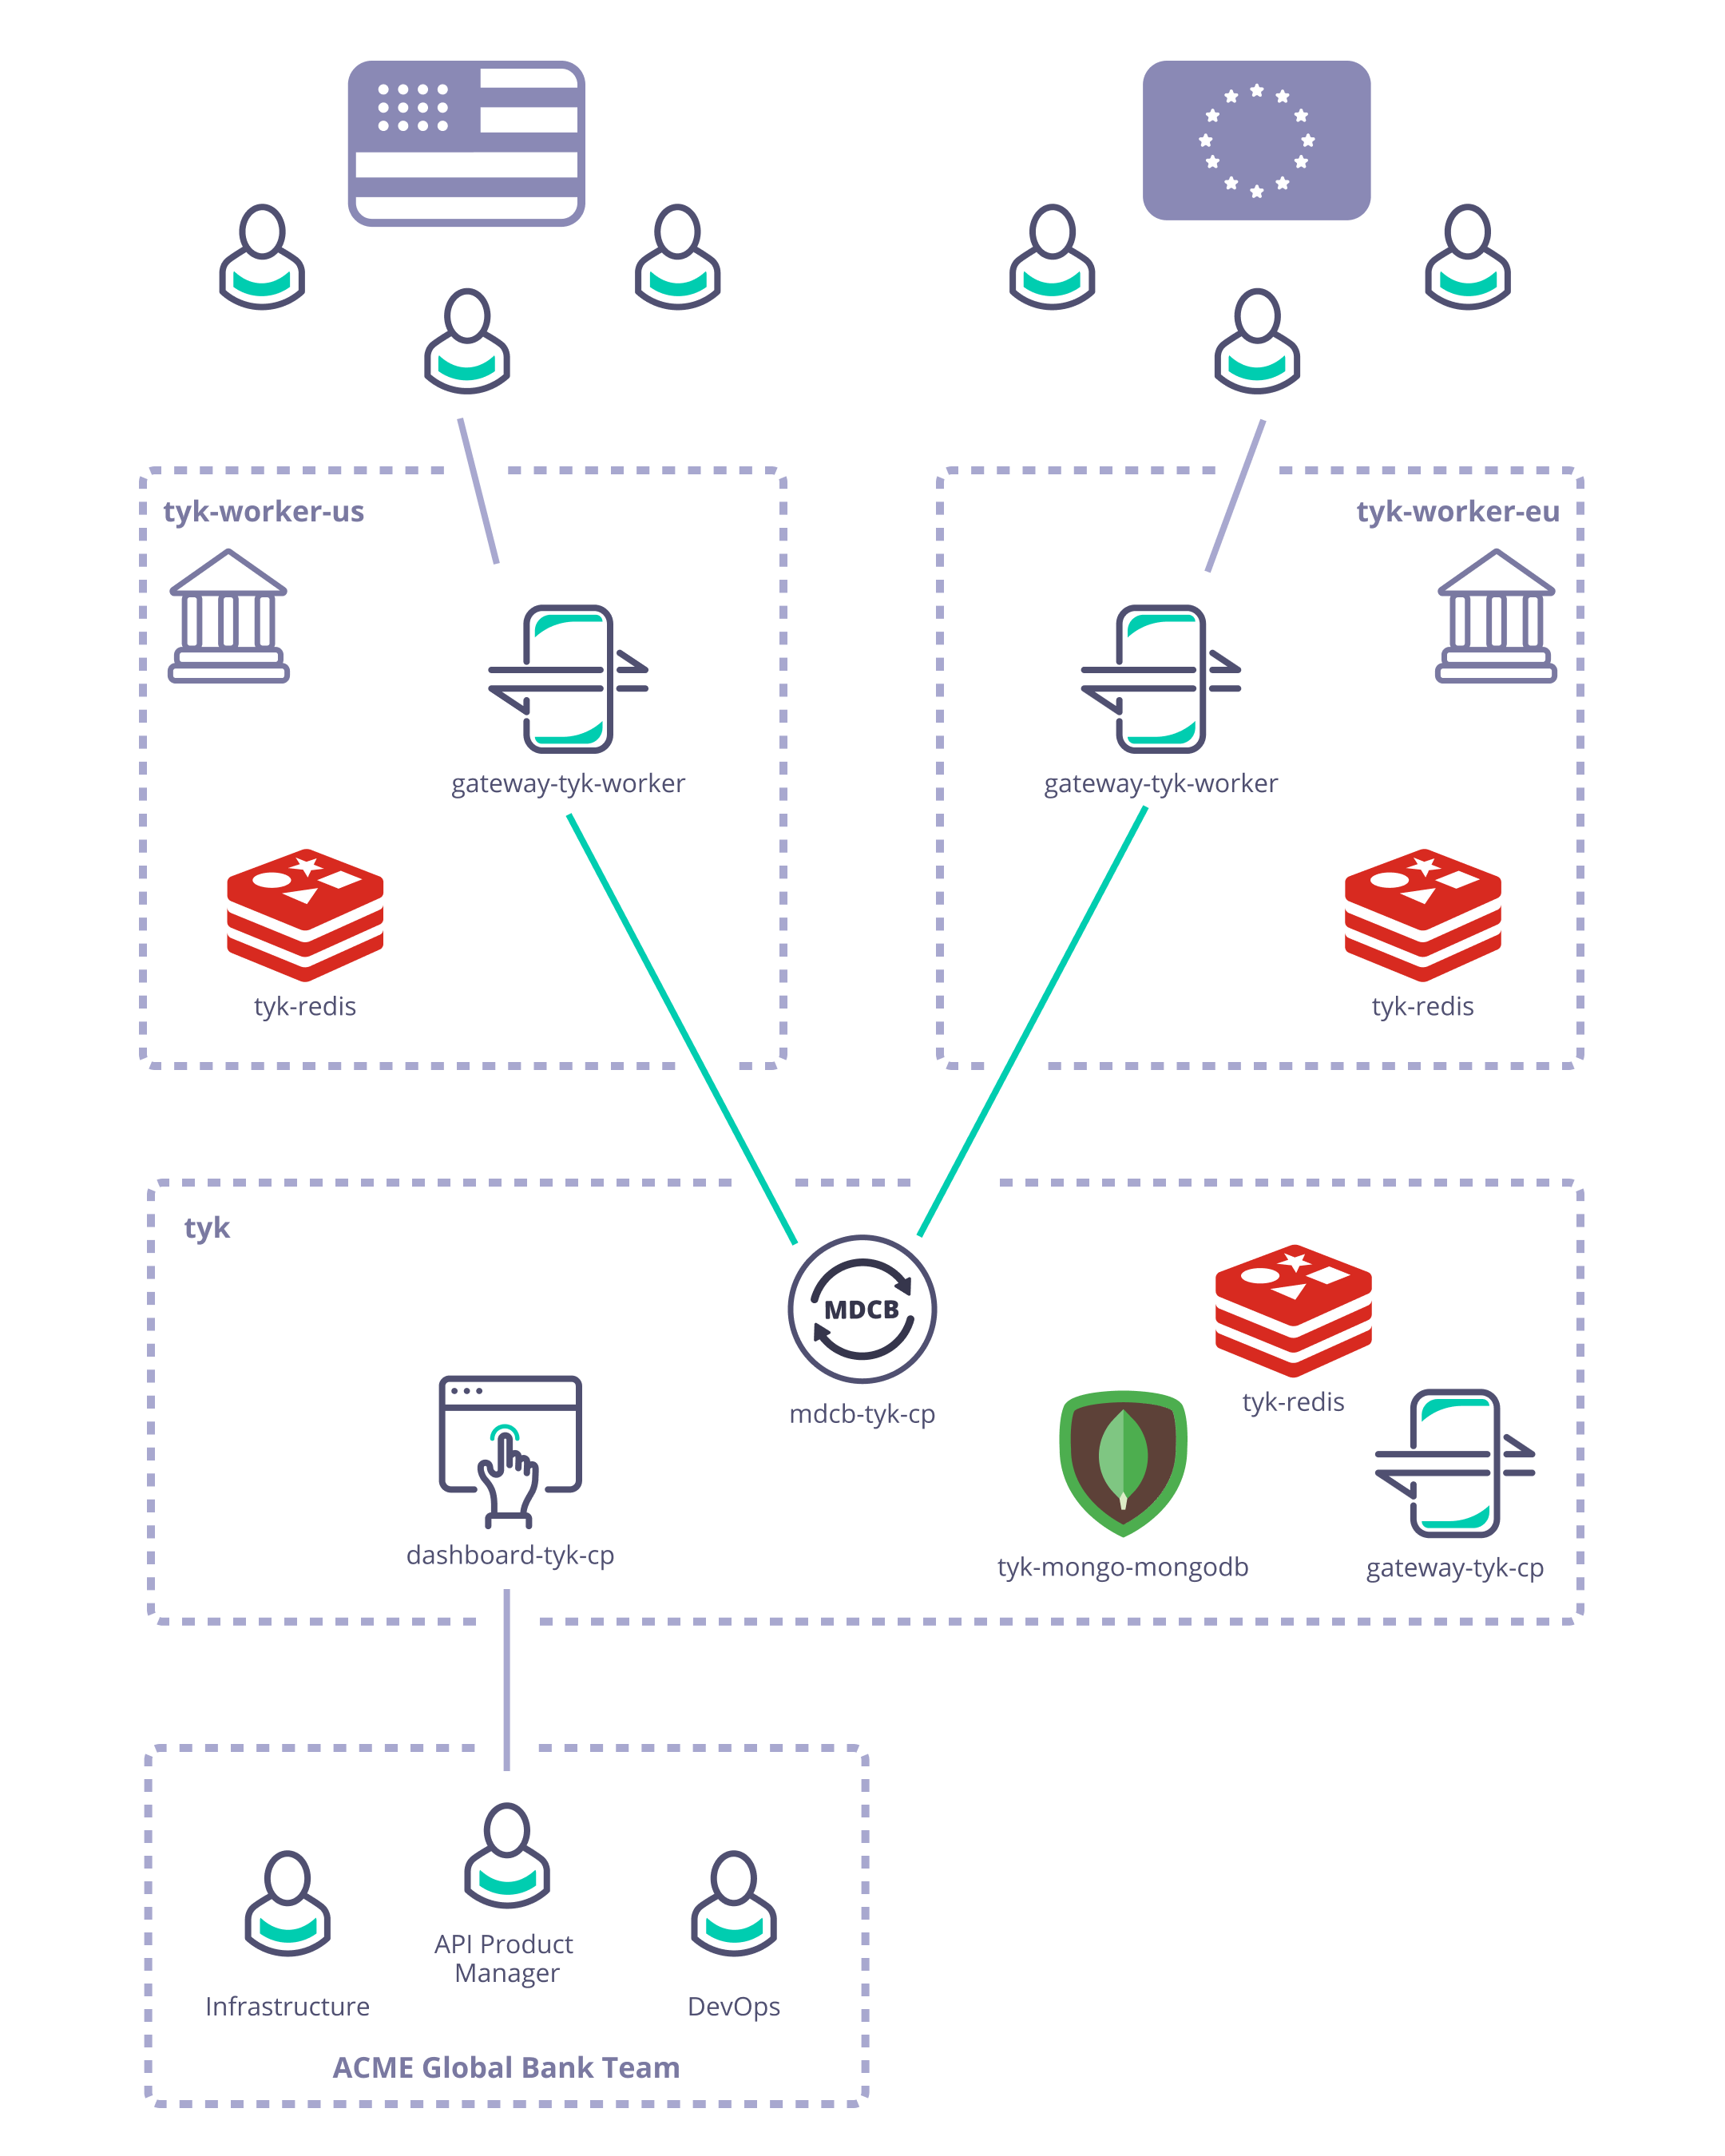 tyk-worker-us
gateway-tyk-worker
tyk-redis
tyk-worker-eu
gateway-tyk-worker
tyk-redis
tyk
MDCB
mdcb-tyk-cp
dashboard-tyk-cp
tyk-redis
tyk-mongo-mongodb
gateway-tyk-cp
Infrastructure
API Product
Manager
DevOps
ACME Global Bank Team